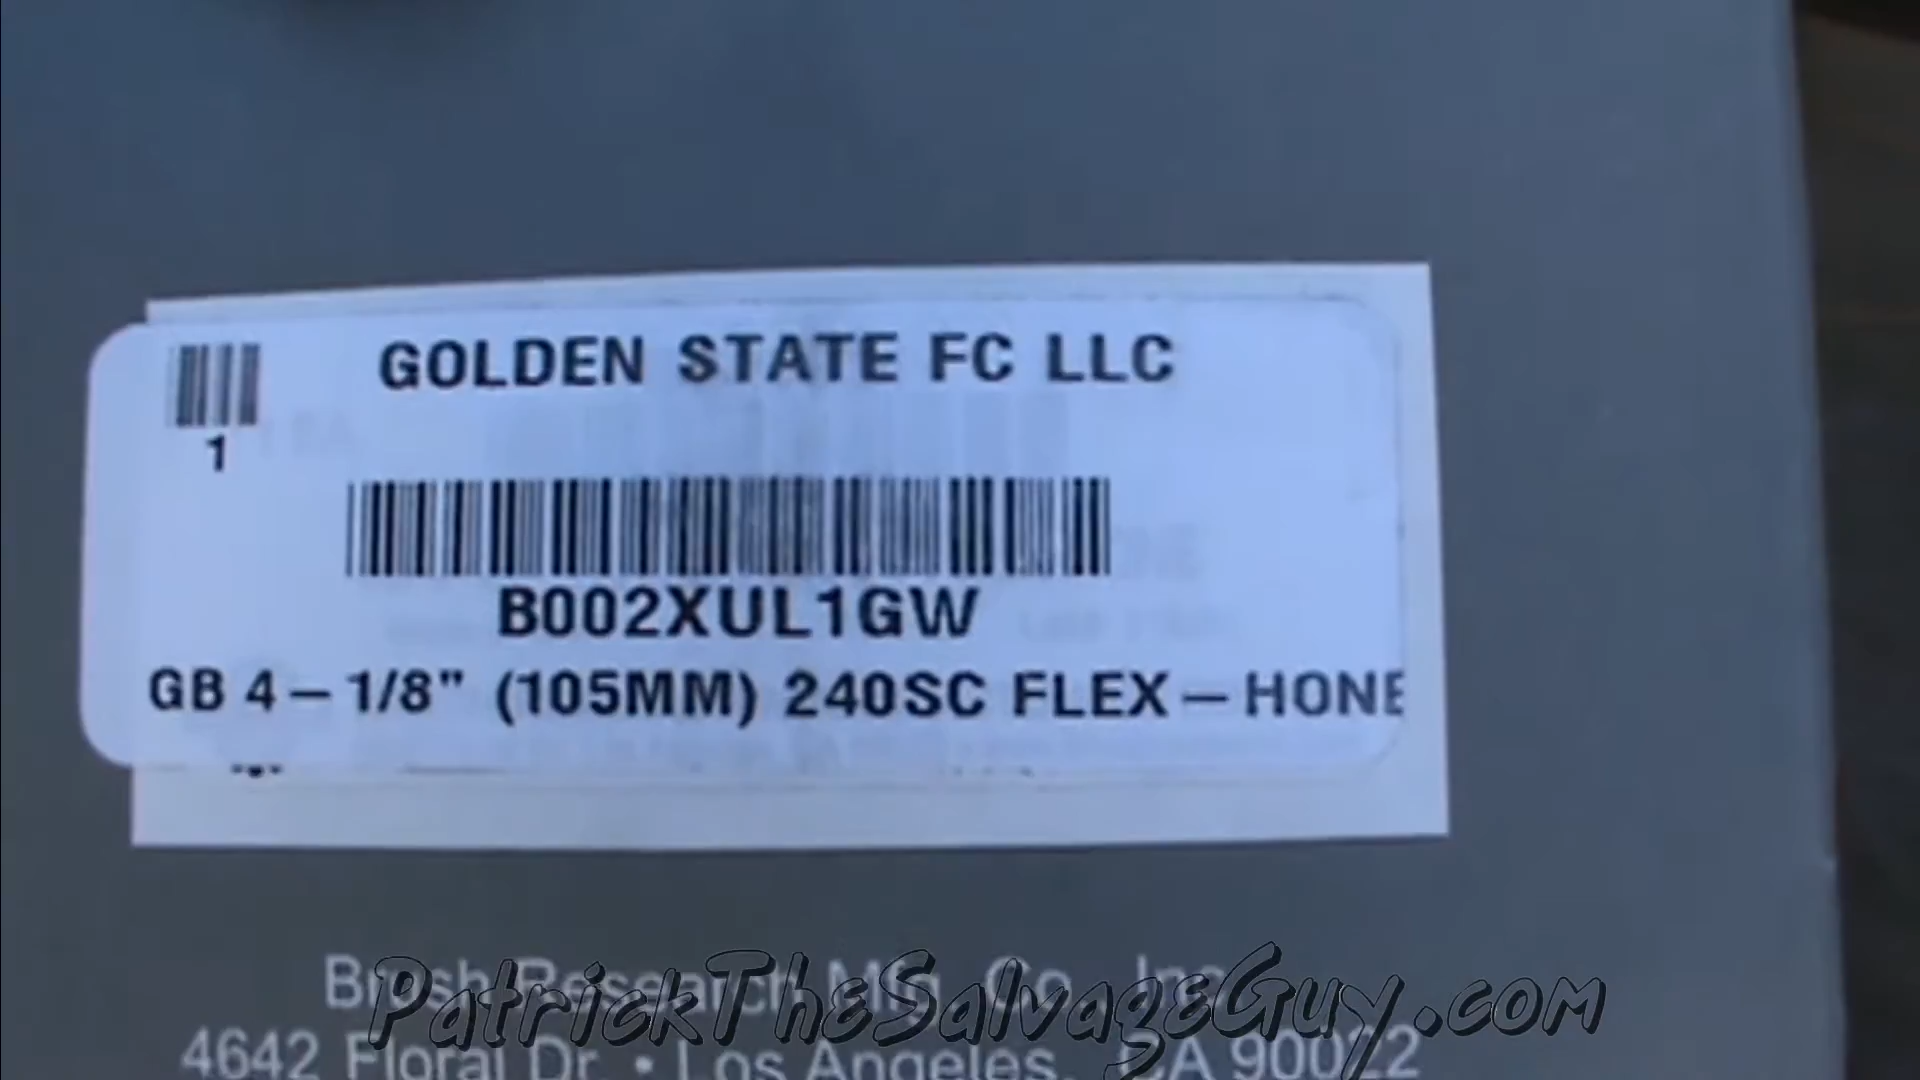 GOLDEN STATE FC LLC
1
B002XUL1GW
GB 4-1/8" (105MM) 240SC FLEX-HONE
Brush Research Mfg. Co., Inc.
PatrickTheSalvageGuy.com
4642 Floral Dr. • Los Angeles, CA 90022